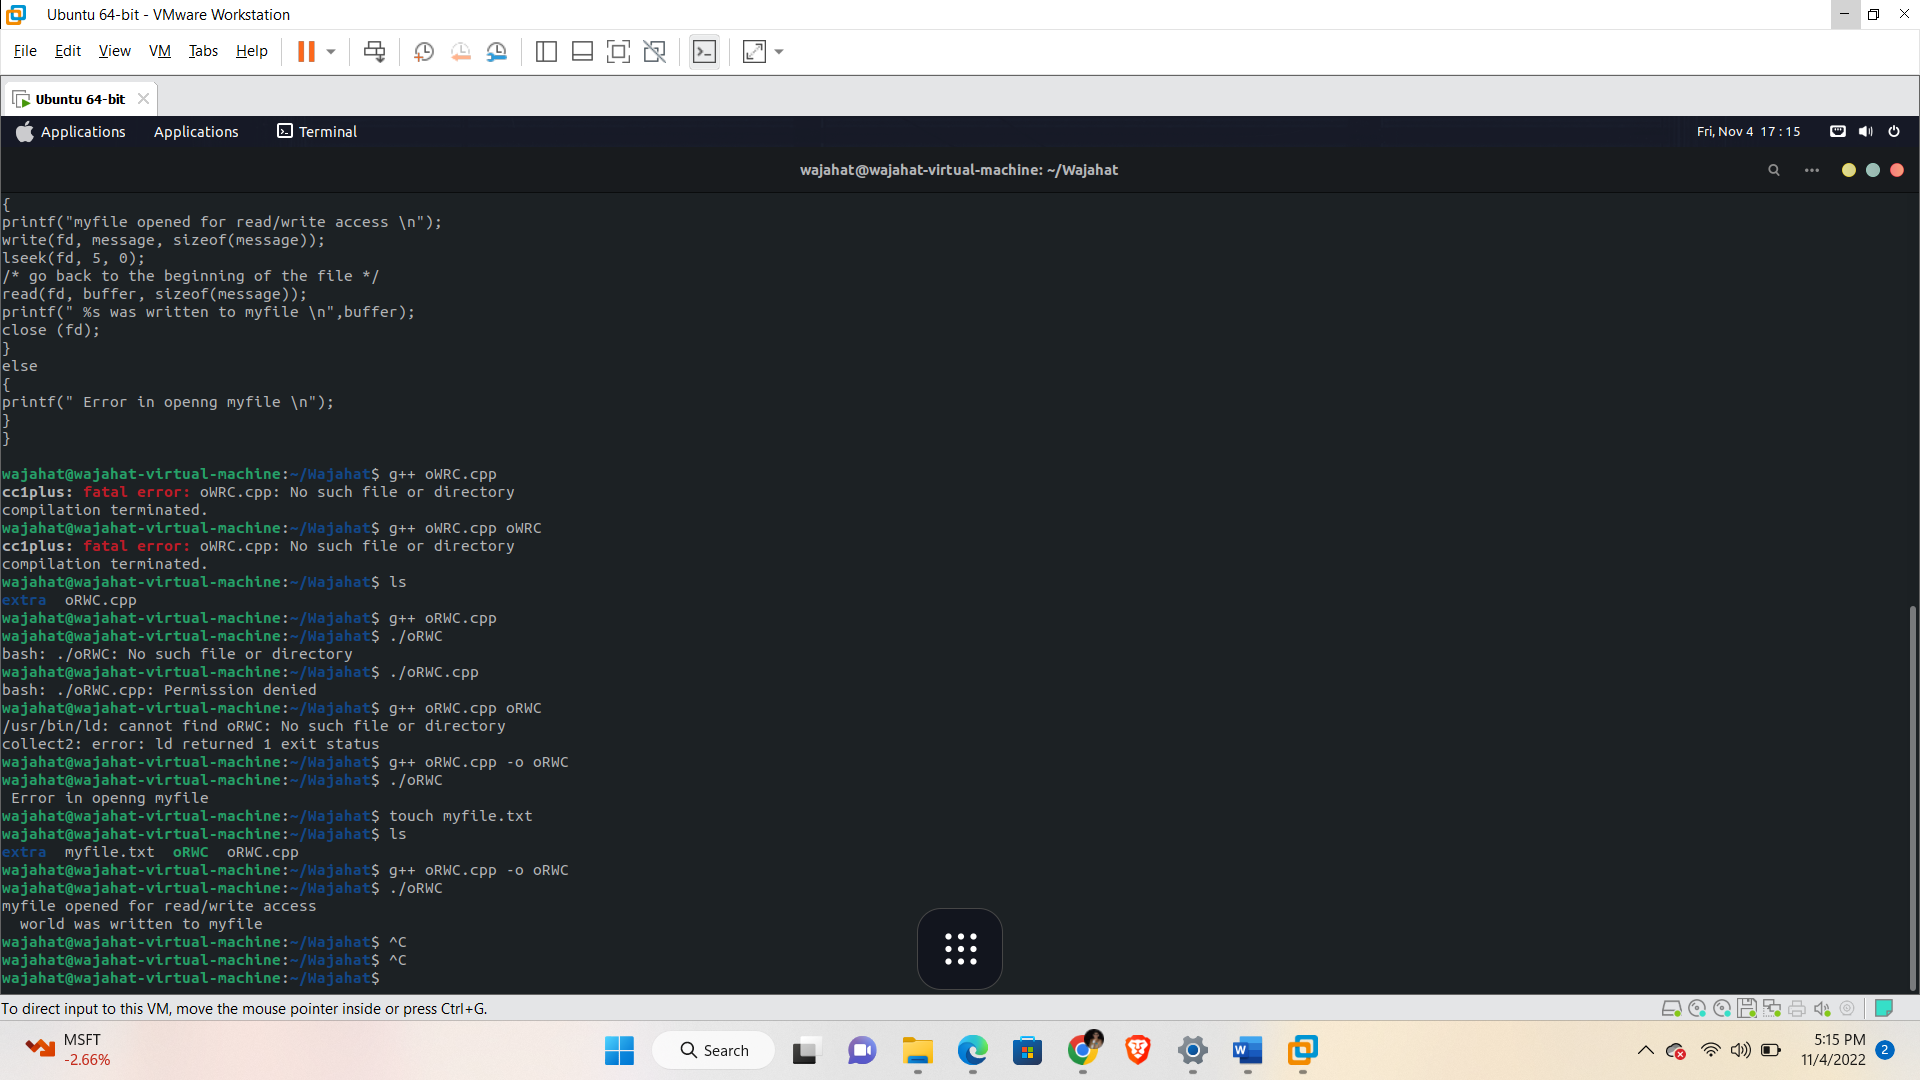 Ubuntu 64-bit - VMware Workstation
File Edit View VM Tabs Help
Ubuntu 64-bit
Applications Applications Terminal Fri, Nov 4 17 : 15
wajahat@wajahat-virtual-machine: ~/Wajahat
{
printf("myfile opened for read/write access \n");
write(fd, message, sizeof(message));
lseek(fd, 5, 0);
/* go back to the beginning of the file */
read(fd, buffer, sizeof(message));
printf(" %s was written to myfile \n",buffer);
close (fd);
}
else
{
printf(" Error in openng myfile \n");
}
}
wajahat@wajahat-virtual-machine:~/Wajahat$ g++ oWRC.cpp
cc1plus: fatal error: oWRC.cpp: No such file or directory
compilation terminated.
wajahat@wajahat-virtual-machine:~/Wajahat$ g++ oWRC.cpp oWRC
cc1plus: fatal error: oWRC.cpp: No such file or directory
compilation terminated.
wajahat@wajahat-virtual-machine:~/Wajahat$ ls
extra  oRWC.cpp
wajahat@wajahat-virtual-machine:~/Wajahat$ g++ oRWC.cpp
wajahat@wajahat-virtual-machine:~/Wajahat$ ./oRWC
bash: ./oRWC: No such file or directory
wajahat@wajahat-virtual-machine:~/Wajahat$ ./oRWC.cpp
bash: ./oRWC.cpp: Permission denied
wajahat@wajahat-virtual-machine:~/Wajahat$ g++ oRWC.cpp oRWC
/usr/bin/ld: cannot find oRWC: No such file or directory
collect2: error: ld returned 1 exit status
wajahat@wajahat-virtual-machine:~/Wajahat$ g++ oRWC.cpp -o oRWC
wajahat@wajahat-virtual-machine:~/Wajahat$ ./oRWC
 Error in openng myfile
wajahat@wajahat-virtual-machine:~/Wajahat$ touch myfile.txt
wajahat@wajahat-virtual-machine:~/Wajahat$ ls
extra  myfile.txt  oRWC  oRWC.cpp
wajahat@wajahat-virtual-machine:~/Wajahat$ g++ oRWC.cpp -o oRWC
wajahat@wajahat-virtual-machine:~/Wajahat$ ./oRWC
myfile opened for read/write access
  world was written to myfile
wajahat@wajahat-virtual-machine:~/Wajahat$ ^C
wajahat@wajahat-virtual-machine:~/Wajahat$ ^C
wajahat@wajahat-virtual-machine:~/Wajahat$
To direct input to this VM, move the mouse pointer inside or press Ctrl+G.
MSFT
-2.66%
Search
5:15 PM
11/4/2022
2